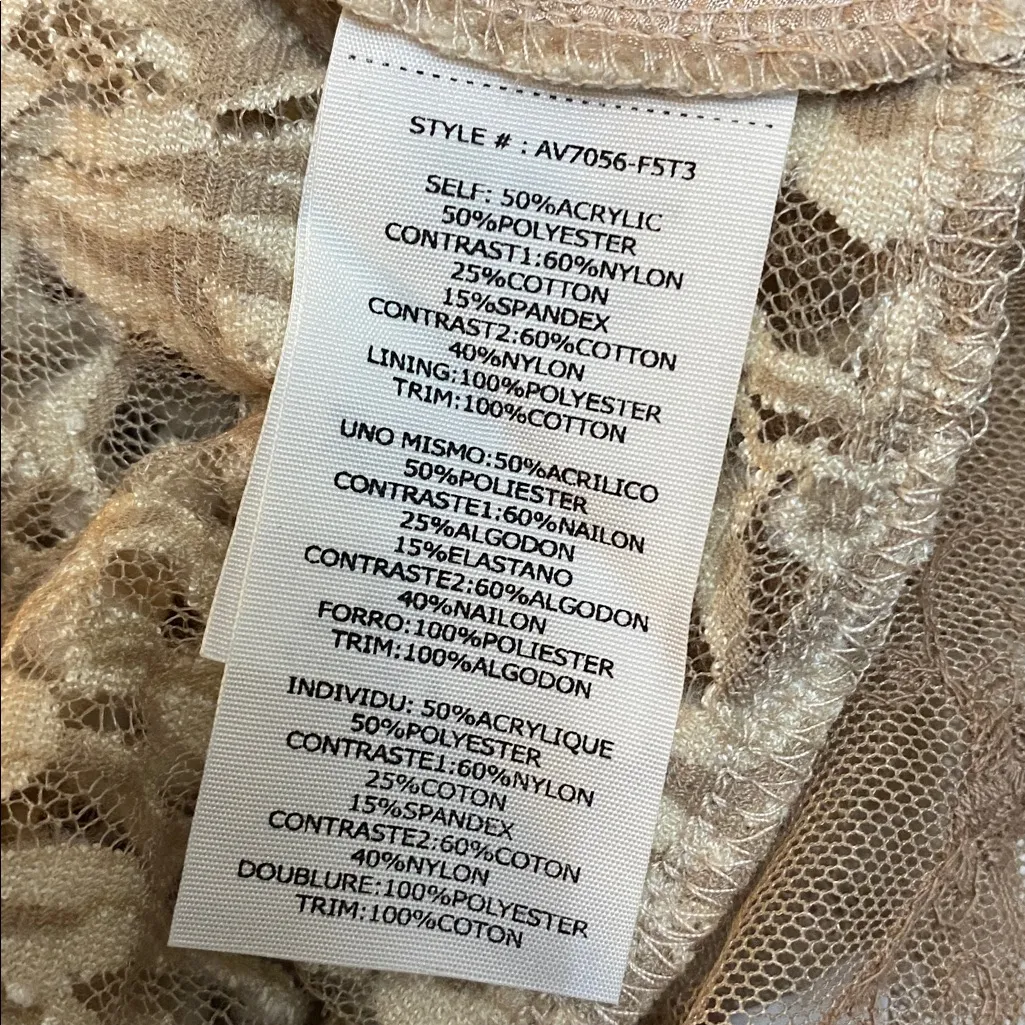 STYLE # : AV7056-F5T3
SELF: 50%ACRYLIC
50%POLYESTER
CONTRAST1:60%NYLON
25%COTTON
15%SPANDEX
CONTRAST2:60%COTTON
40%NYLON
LINING:100%POLYESTER
TRIM:100%COTTON
UNO MISMO:50%ACRILICO
50%POLIESTER
CONTRASTE1:60%NAILON
25%ALGODON
15%ELASTANO
CONTRASTE2:60%ALGODON
40%NAILON
FORRO:100%POLIESTER
TRIM:100%ALGODON
INDIVIDU: 50%ACRYLIQUE
50%POLYESTER
CONTRASTE1:60%NYLON
25%COTON
15%SPANDEX
CONTRASTE2:60%COTON
40%NYLON
DOUBLURE:100%POLYESTER
TRIM:100%COTON